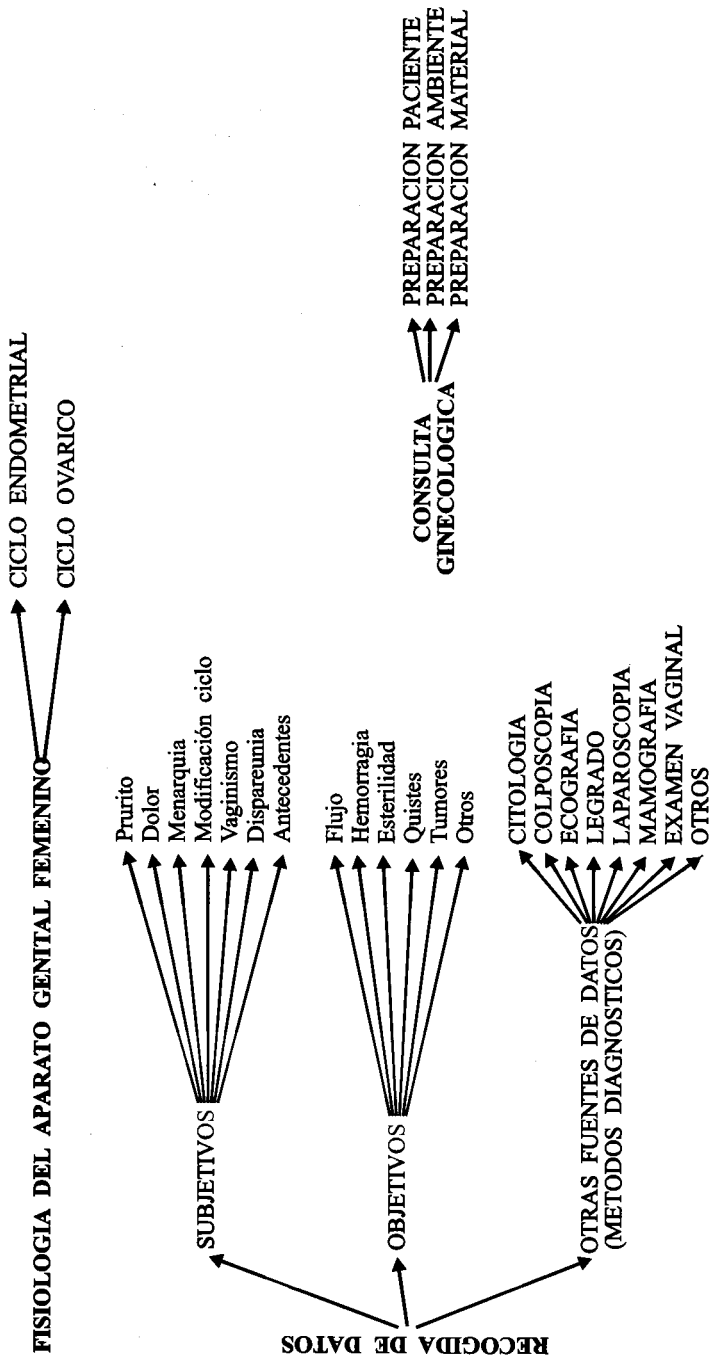 FISIOLOGIA DEL APARATO GENITAL FEMENINO
CICLO ENDOMETRIAL
CICLO OVARICO
RECOGIDA DE DATOS
SUBJETIVOS
Prurito
Dolor
Menarquia
Modificación ciclo
Vaginismo
Dispareunia
Antecedentes
OBJETIVOS
Flujo
Hemorragia
Esterilidad
Quistes
Tumores
Otros
OTRAS FUENTES DE DATOS
(METODOS DIAGNOSTICOS)
CITOLOGIA
COLPOSCOPIA
ECOGRAFIA
LEGRADO
LAPAROSCOPIA
MAMOGRAFIA
EXAMEN VAGINAL
OTROS
CONSULTA
GINECOLOGICA
PREPARACION PACIENTE
PREPARACION AMBIENTE
PREPARACION MATERIAL